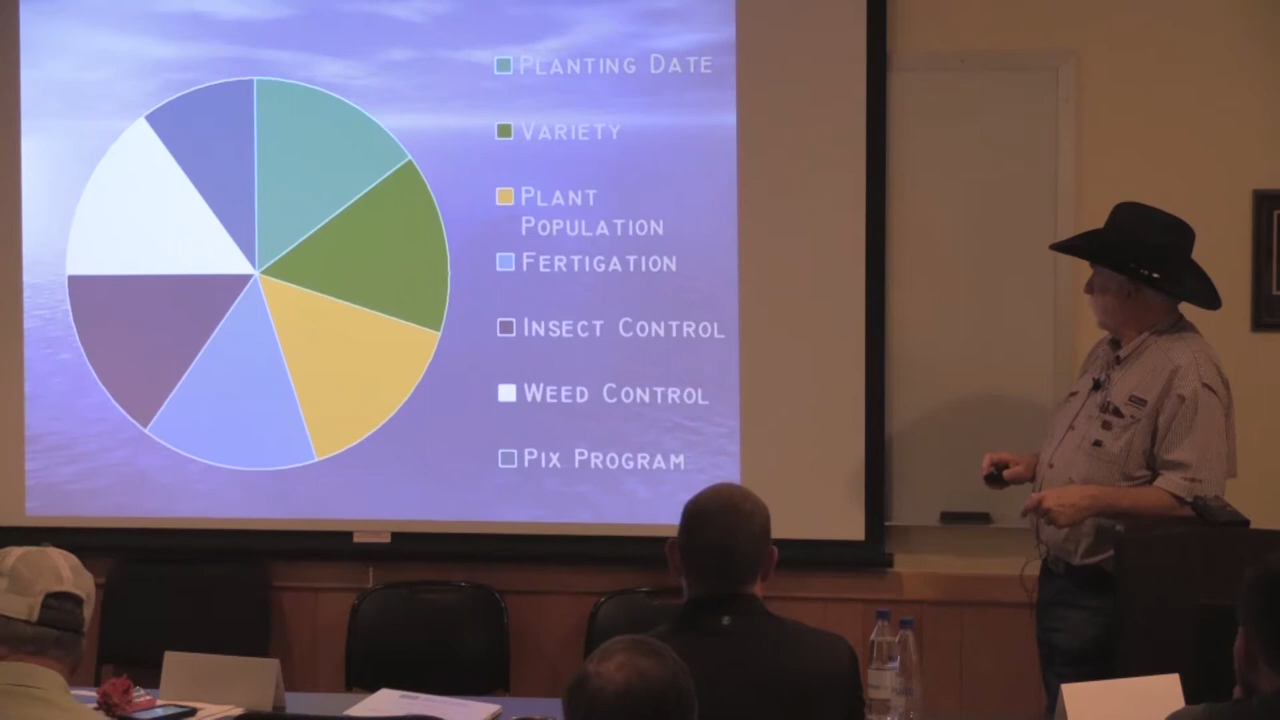 PLANTING DATE
VARIETY
PLANT
POPULATION
FERTIGATION
INSECT CONTROL
WEED CONTROL
PIX PROGRAM